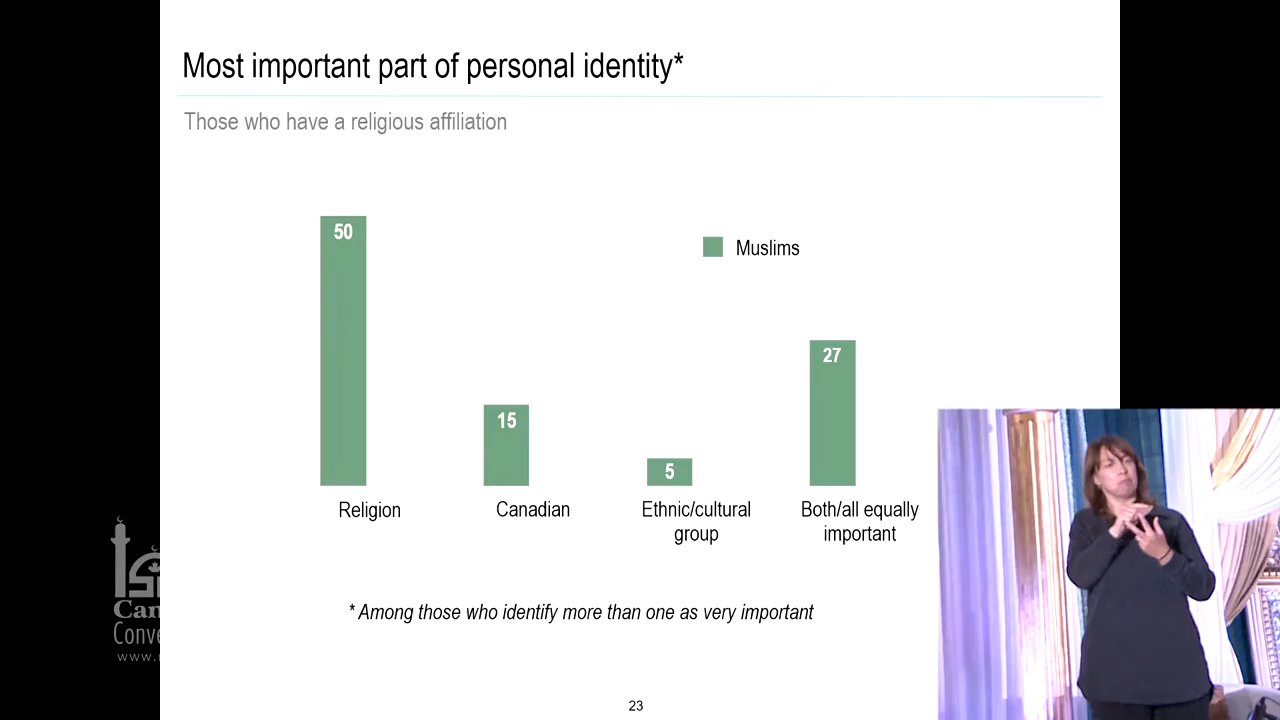 Most important part of personal identity*
Those who have a religious affiliation
50
Muslims
27
15
5
Religion
Canadian
Ethnic/cultural
group
Both/all equally
important
* Among those who identify more than one as very important
23